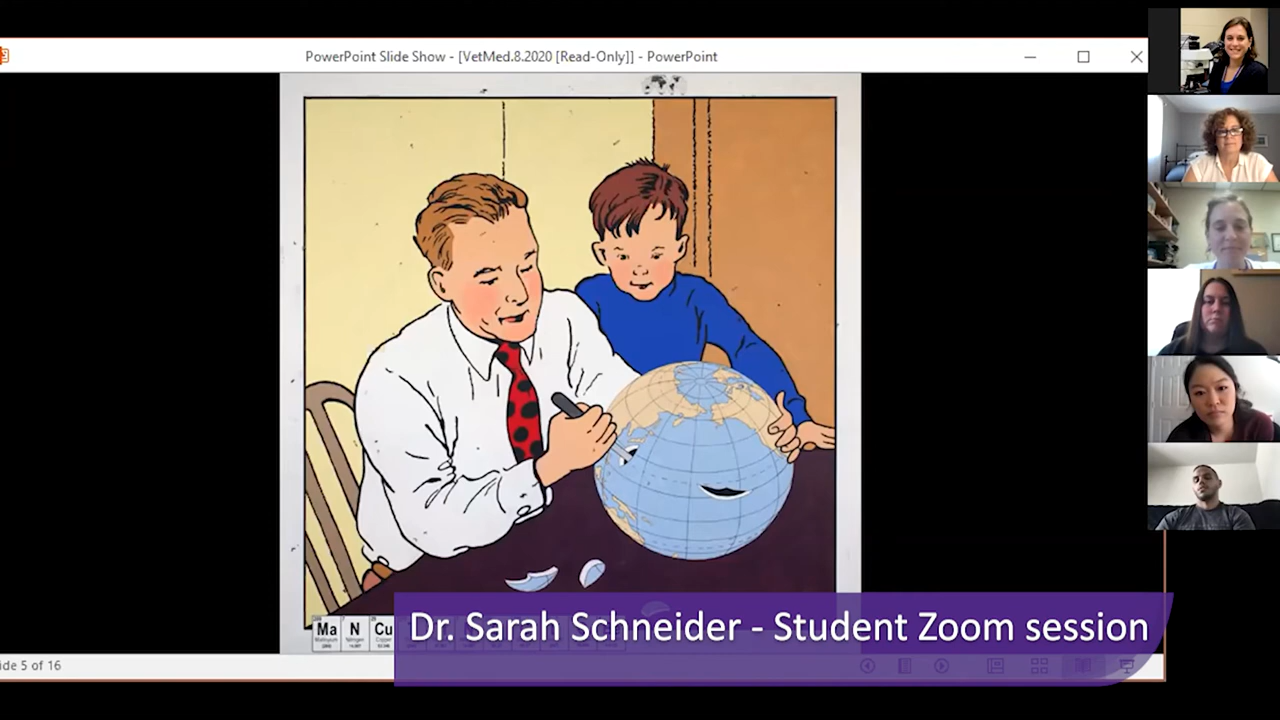 PowerPoint Slide Show - [VetMed.8.2020 [Read-Only]] - PowerPoint
Ma N Cu
Dr. Sarah Schneider - Student Zoom session
ide 5 of 16